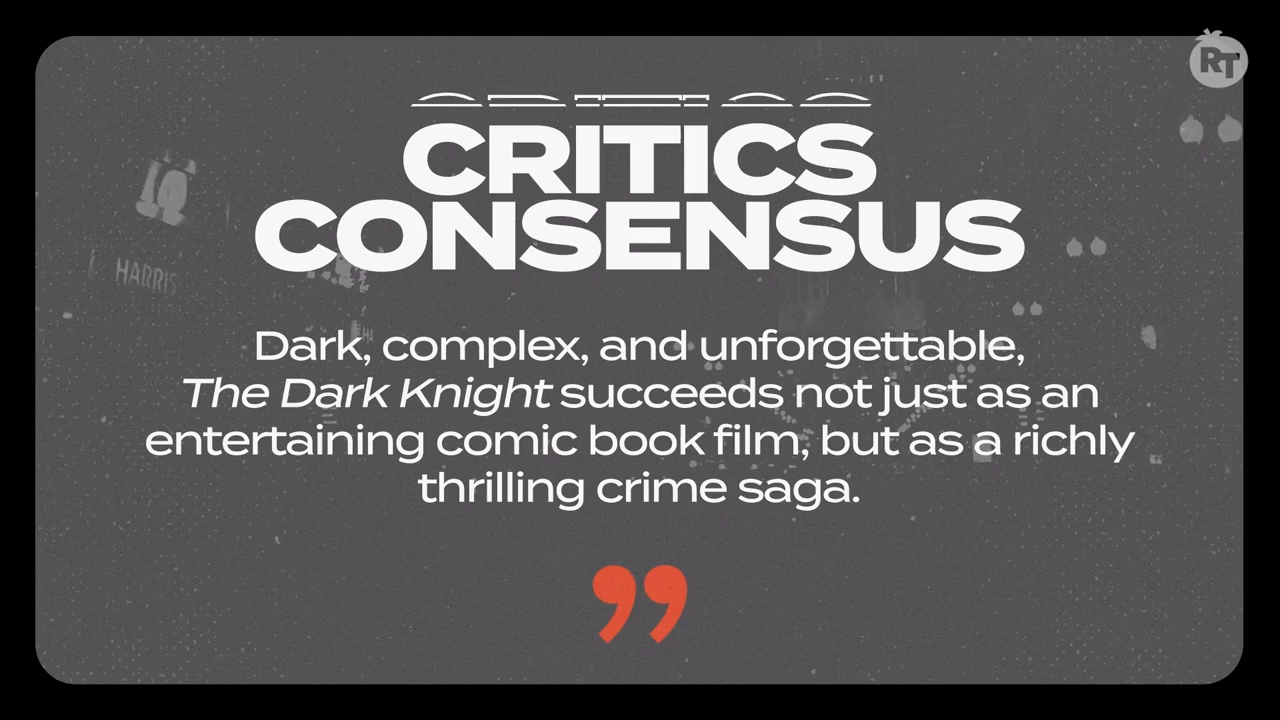 RT
CRITICS
CONSENSUS
HARRIS
Dark, complex, and unforgettable,
The Dark Knight succeeds not just as an
entertaining comic book film, but as a richly
thrilling crime saga.
”